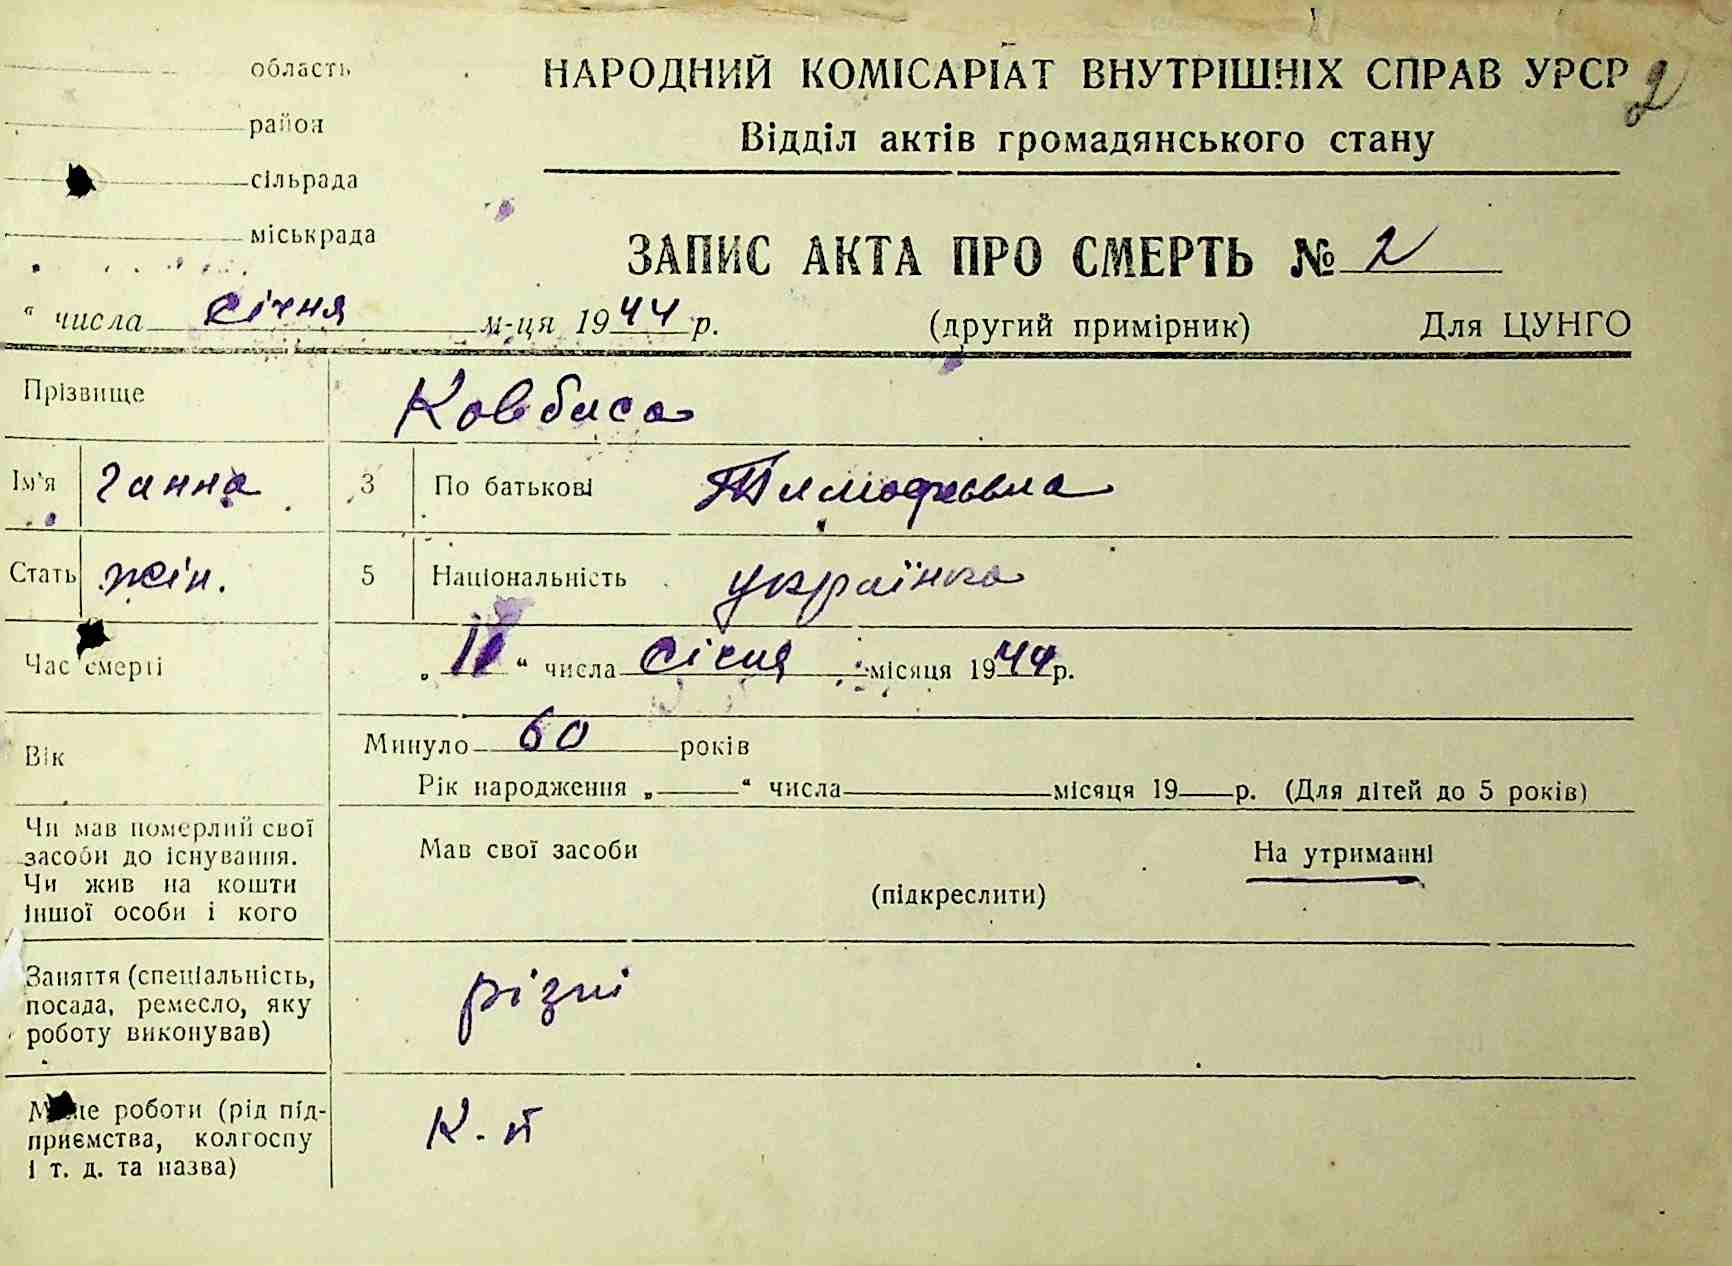 область
район
сільрада
міськрада
НАРОДНИЙ КОМІСАРІАТ ВНУТРІШНІХ СПРАВ УРСР
2
Відділ актів громадянського стану
ЗАПИС АКТА ПРО СМЕРТЬ № 2
“ числа січня м-ця 1944 р.
(другий примірник) Для ЦУНГО
Прізвище Ковбаса
Ім'я Ганна 3 По батькові Тимофеевна
Стать жін. 5 Національність українка
Час смерті „ “ числа січня місяця 1944 р.
Вік Минуло 60 років
Рік народження „ “ числа місяця 19 р. (Для дітей до 5 років)
Чи мав померлий свої
засоби до існування.
Чи жив на кошти
іншої особи і кого
Мав свої засоби На утриманні
(підкреслити)
Заняття (спеціальність,
посада, ремесло, яку
роботу виконував)
різні
Місце роботи (рід під-
приємства, колгоспу
і т. д. та назва)